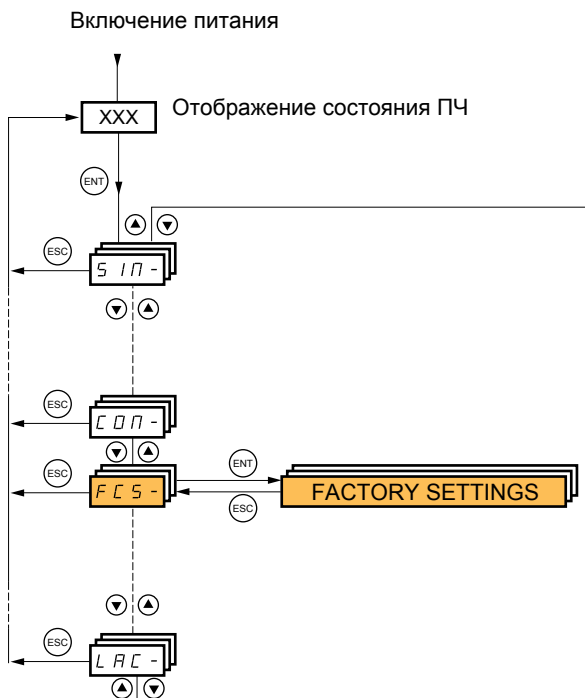 Включение питания
XXX
Отображение состояния ПЧ
ENT
ESC
SIM-
ESC
COM-
ESC
FCS-
ENT
FACTORY SETTINGS
ESC
ESC
LAC-